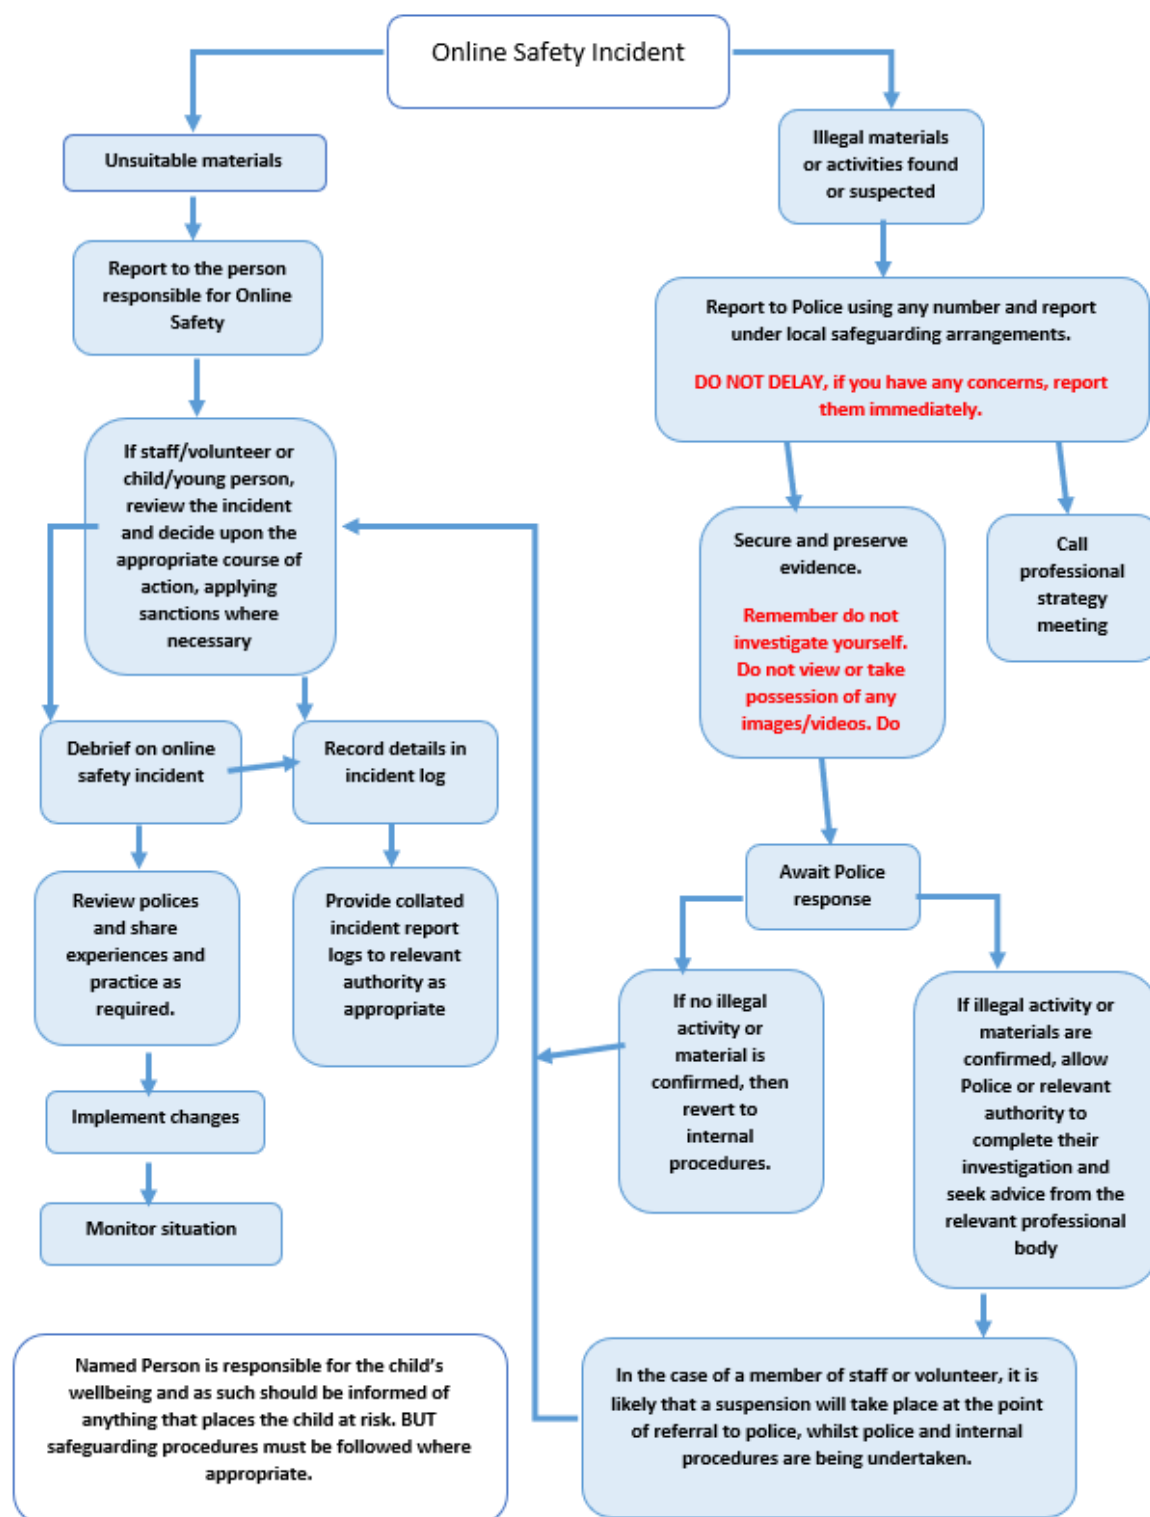 Online Safety Incident
Unsuitable materials
Report to the person
responsible for Online
Safety
If staff/volunteer or
child/young person,
review the incident
and decide upon the
appropriate course of
action, applying
sanctions where
necessary
Debrief on online
safety incident
Record details in
incident log
Review polices
and share
experiences and
practice as
required.
Provide collated
incident report
logs to relevant
authority as
appropriate
Implement changes
Monitor situation
Illegal materials
or activities found
or suspected
Report to Police using any number and report
under local safeguarding arrangements.
DO NOT DELAY, if you have any concerns, report
them immediately.
Secure and preserve
evidence.
Remember do not
investigate yourself.
Do not view or take
possession of any
images/videos. Do
Call
professional
strategy
meeting
Await Police
response
If no illegal
activity or
material is
confirmed, then
revert to
internal
procedures.
If illegal activity or
materials are
confirmed, allow
Police or relevant
authority to
complete their
investigation and
seek advice from the
relevant professional
body
In the case of a member of staff or volunteer, it is
likely that a suspension will take place at the point
of referral to police, whilst police and internal
procedures are being undertaken.
Named Person is responsible for the child's
wellbeing and as such should be informed of
anything that places the child at risk. BUT
safeguarding procedures must be followed where
appropriate.